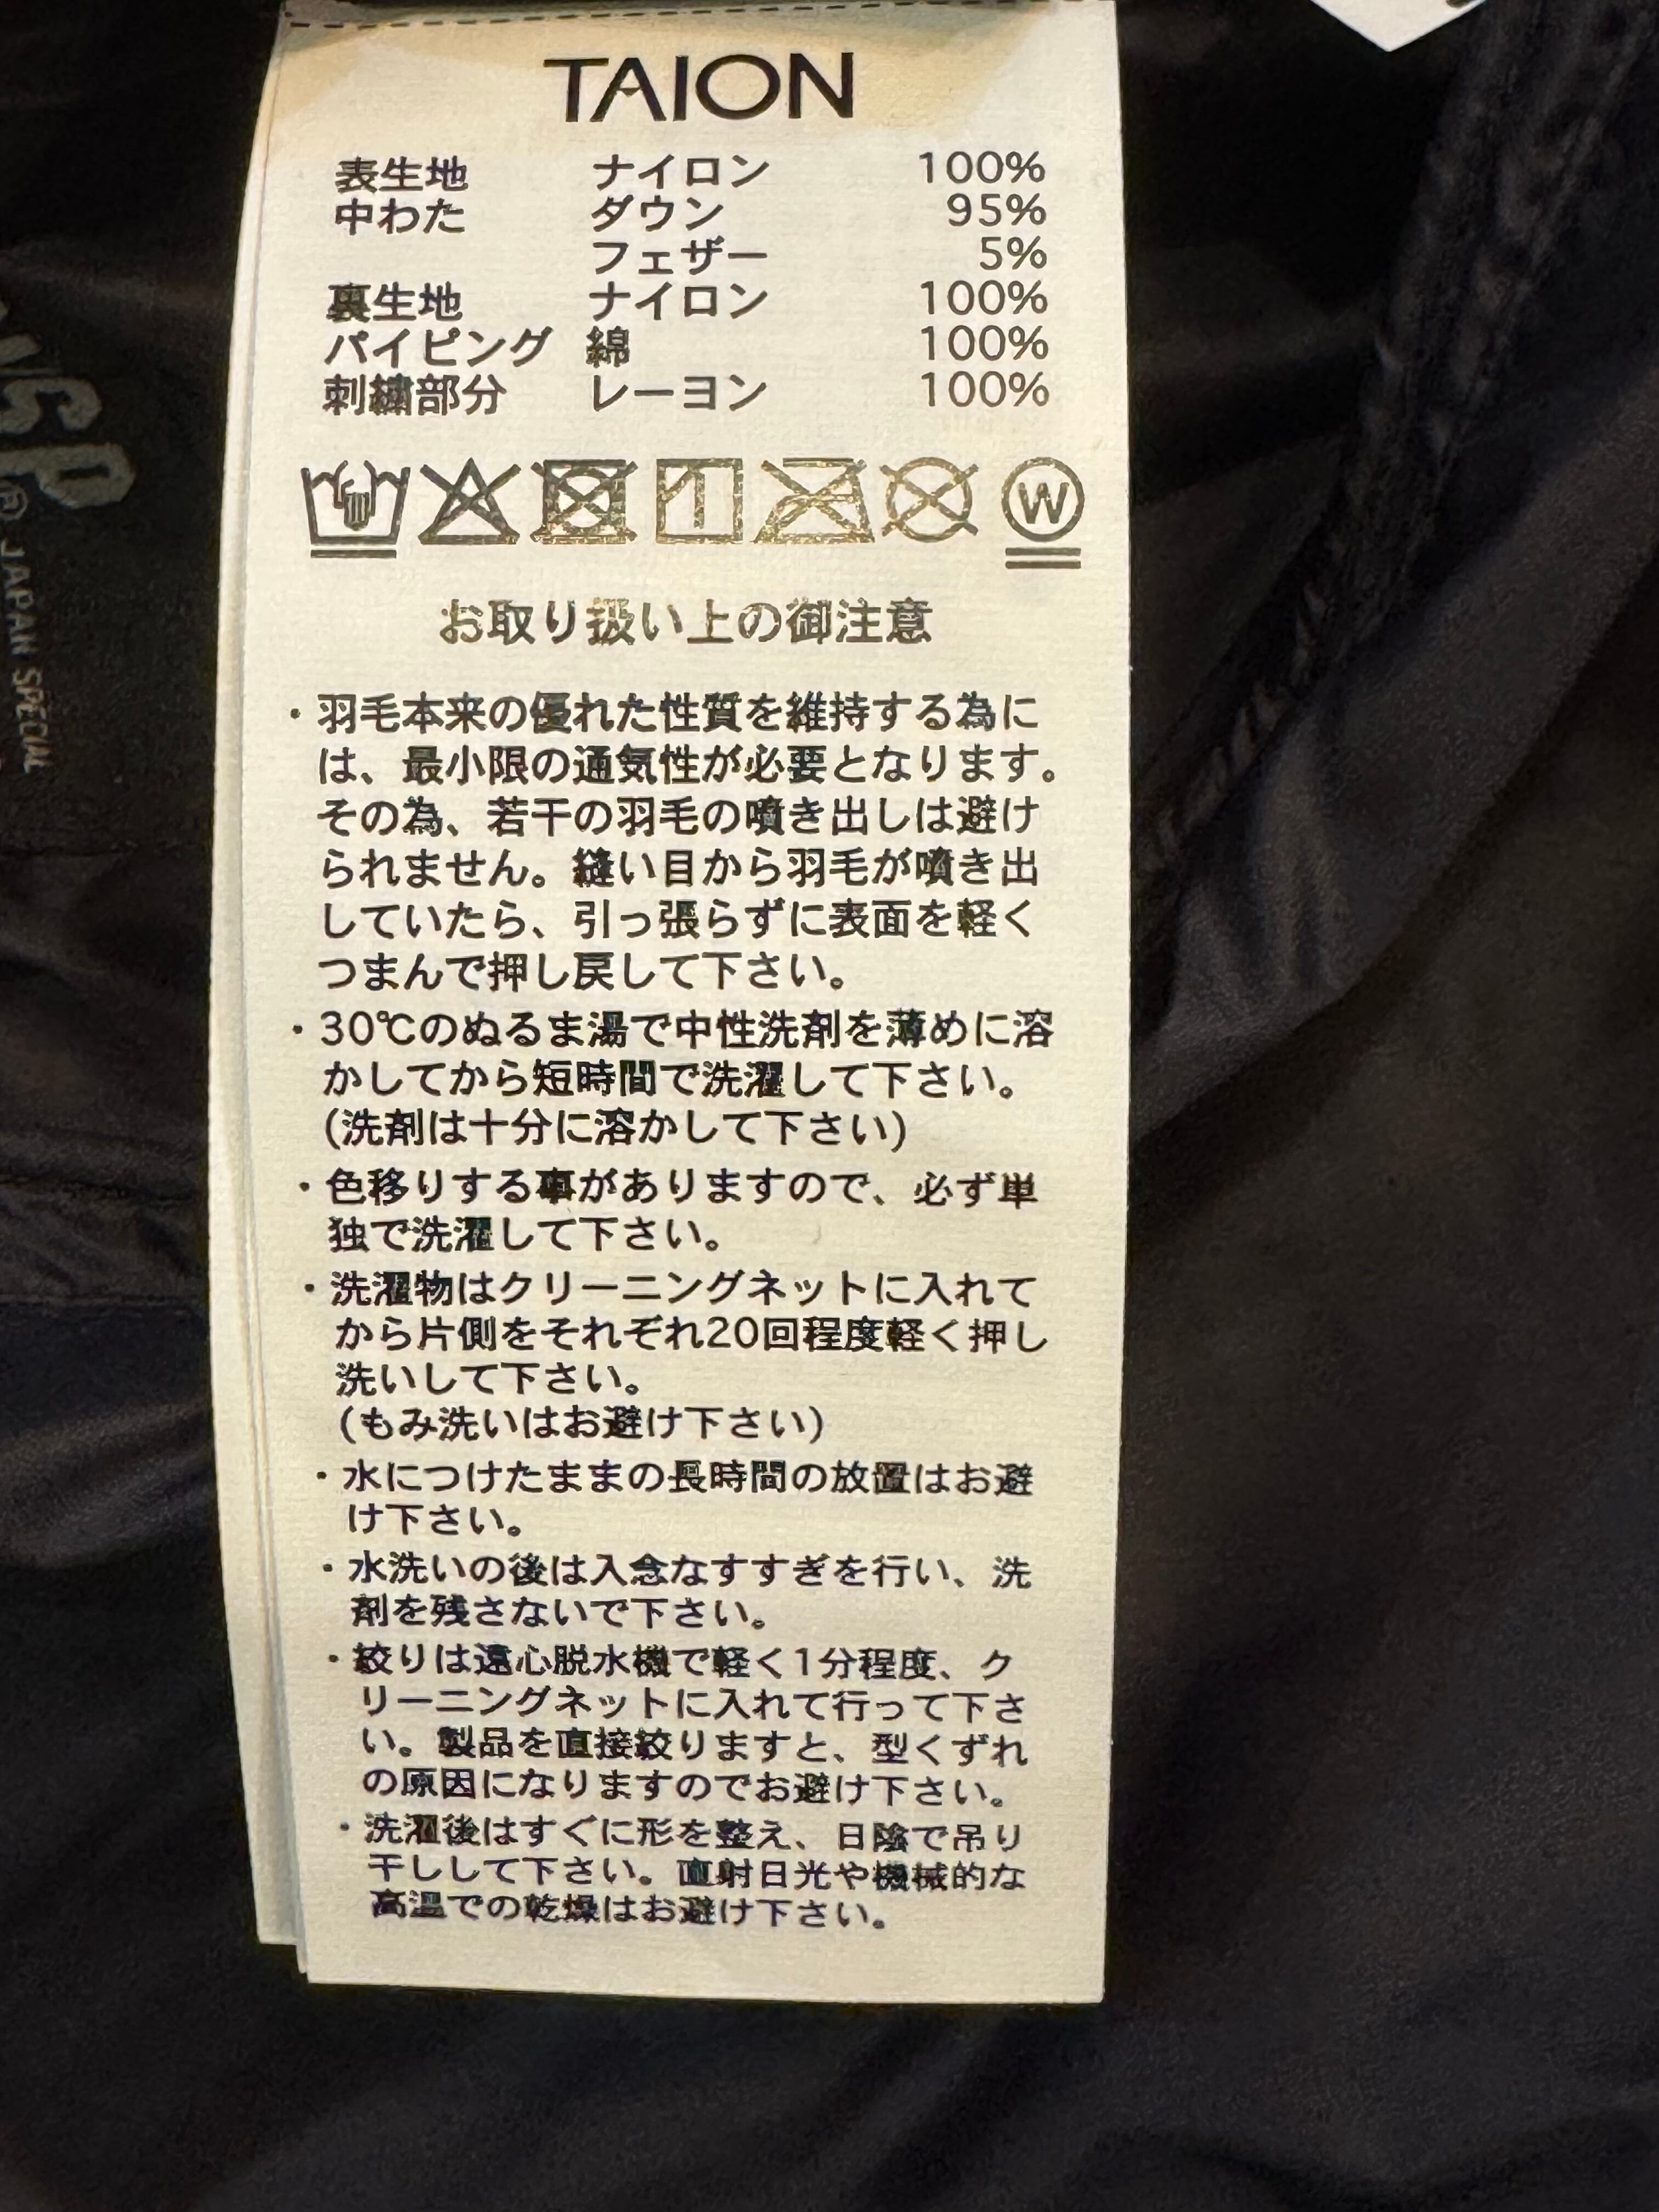 TAION
表生地 ナイロン 100%
中わた ダウン 95%
フェザー 5%
裏生地 ナイロン 100%
パイピング 綿 100%
刺繍部分 レーヨン 100%
W
お取り扱い上の御注意
・羽毛本来の優れた性質を維持する為に
は、最小限の通気性が必要となります。
その為、若干の羽毛の噴き出しは避け
られません。縫い目から羽毛が噴き出
していたら、引っ張らずに表面を軽く
つまんで押し戻して下さい。
・30℃のぬるま湯で中性洗剤を薄めに溶
かしてから短時間で洗濯して下さい。
(洗剤は十分に溶かして下さい)
・色移りする事がありますので、必ず単
独で洗濯して下さい。
・洗濯物はクリーニングネットに入れて
から片側をそれぞれ20回程度軽く押し
洗いして下さい。
(もみ洗いはお避け下さい)
・水につけたままの長時間の放置はお避
け下さい。
・水洗いの後は入念なすすぎを行い、洗
剤を残さないで下さい。
・絞りは遠心脱水機で軽く1分程度、ク
リーニングネットに入れて行って下さ
い。製品を直接絞りますと、型くずれ
の原因になりますのでお避け下さい。
・洗濯後はすぐに形を整え、日陰で吊り
干しして下さい。直射日光や機械的な
高温での乾燥はお避け下さい。
® JAPAN SPECIAL